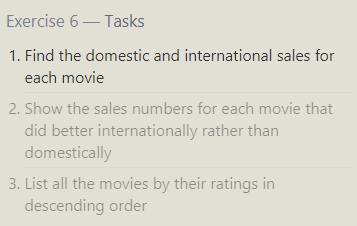 Exercise 6 — Tasks
1. Find the domestic and international sales for
each movie
2. Show the sales numbers for each movie that
did better internationally rather than
domestically
3. List all the movies by their ratings in
descending order